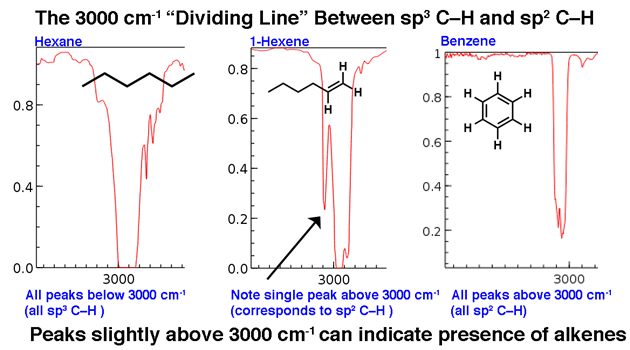 The 3000 cm-¹ “Dividing Line” Between sp³ C–H and sp² C–H
Hexane
0.8
0.4
0.0
3000
All peaks below 3000 cm-¹
(all sp³ C–H )
1-Hexene
0.8
0.6
0.4
0.2
0.0
H
H
H
3000
Note single peak above 3000 cm-¹
(corresponds to sp² C–H )
Benzene
1
0.8
0.6
0.4
0.2
H
H
H
H
H
H
3000
All peaks above 3000 cm-¹
(all sp² C–H)
Peaks slightly above 3000 cm-¹ can indicate presence of alkenes